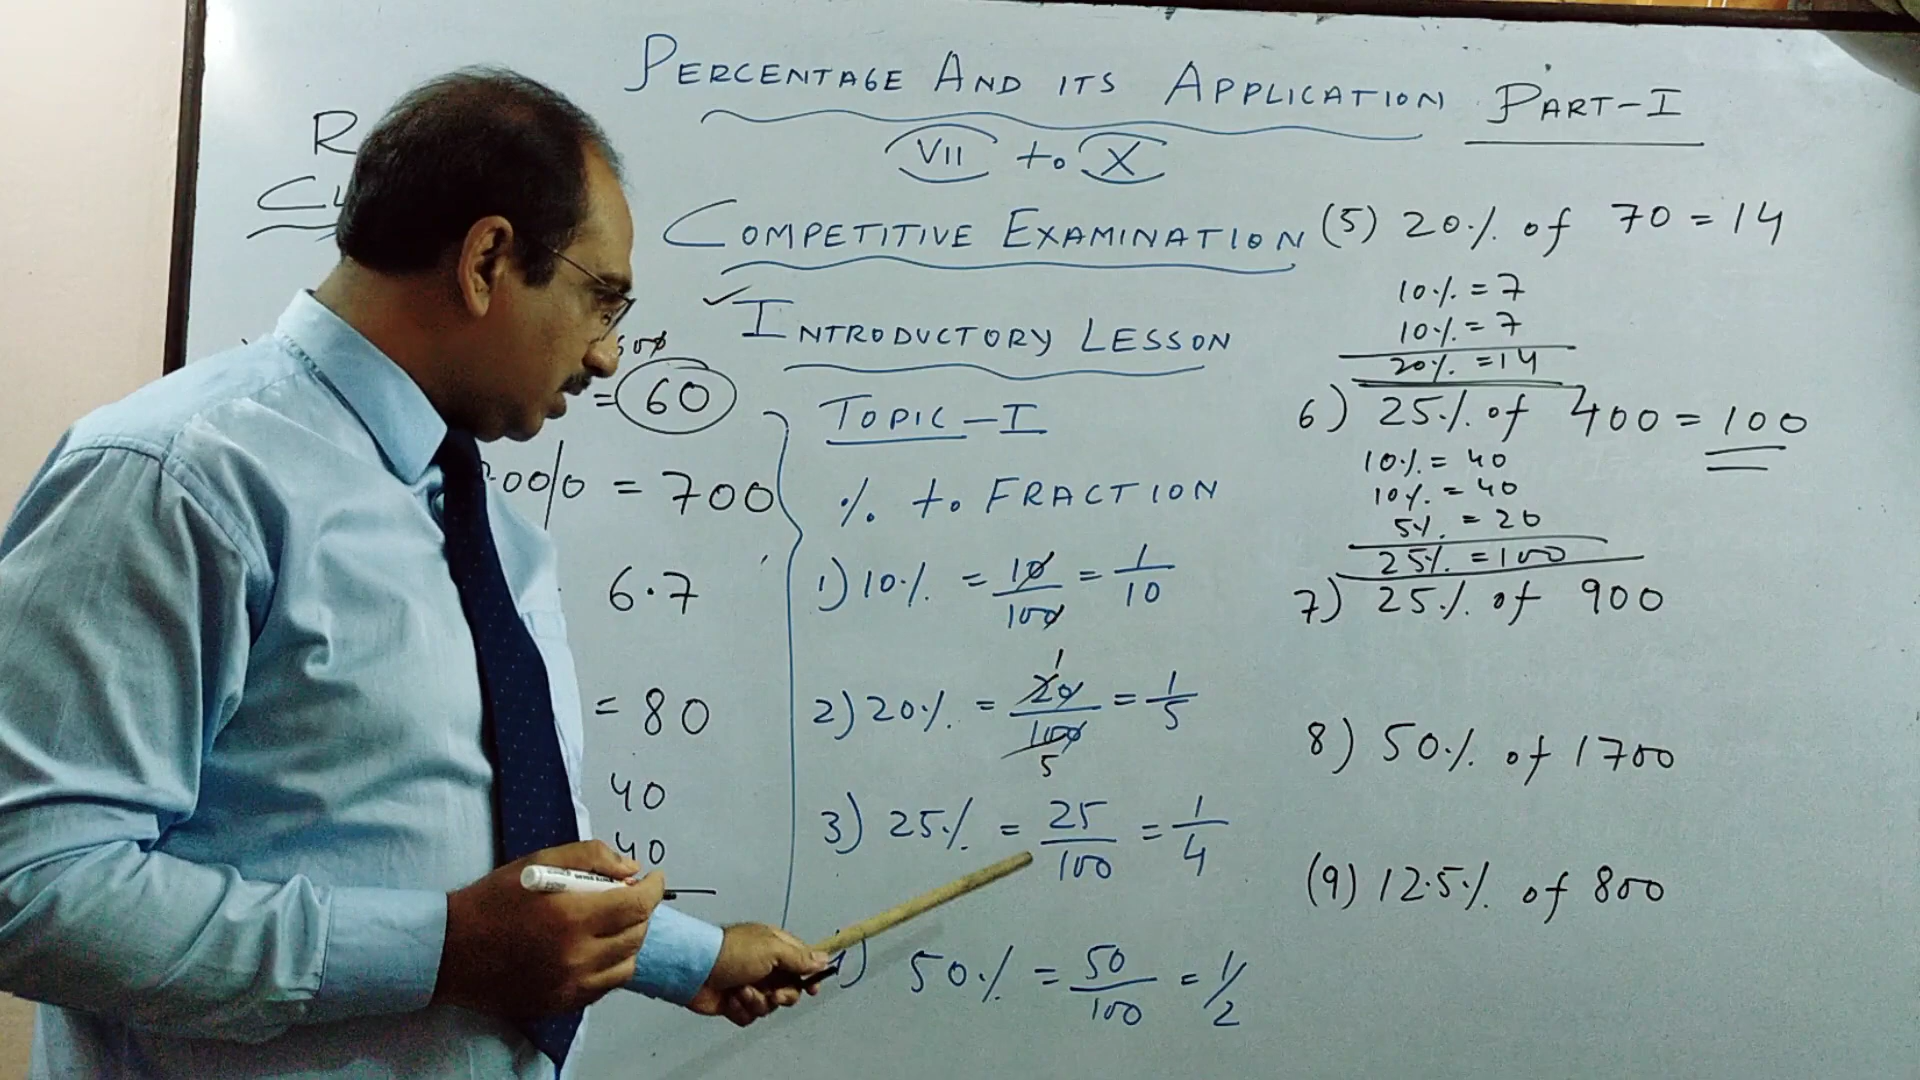 PERCENTAGE AND ITS APPLICATION PART-I
VII to X
COMPETITIVE EXAMINATION
✓ INTRODUCTORY LESSON
= 60
= 700
6.7
= 80
40
40
TOPIC-I
% to FRACTION
1) 10% = 10/100 = 1/10
2) 20% = 20/100 = 1/5
1
5
3) 25% = 25/100 = 1/4
50% = 50/100 = 1/2
(5) 20% of 70 = 14
10% = 7
10% = 7
20% = 14
6) 25% of 400 = 100
10% = 40
10% = 40
5% = 20
25% = 100
7) 25% of 900
8) 50% of 1700
(9) 12.5% of 800